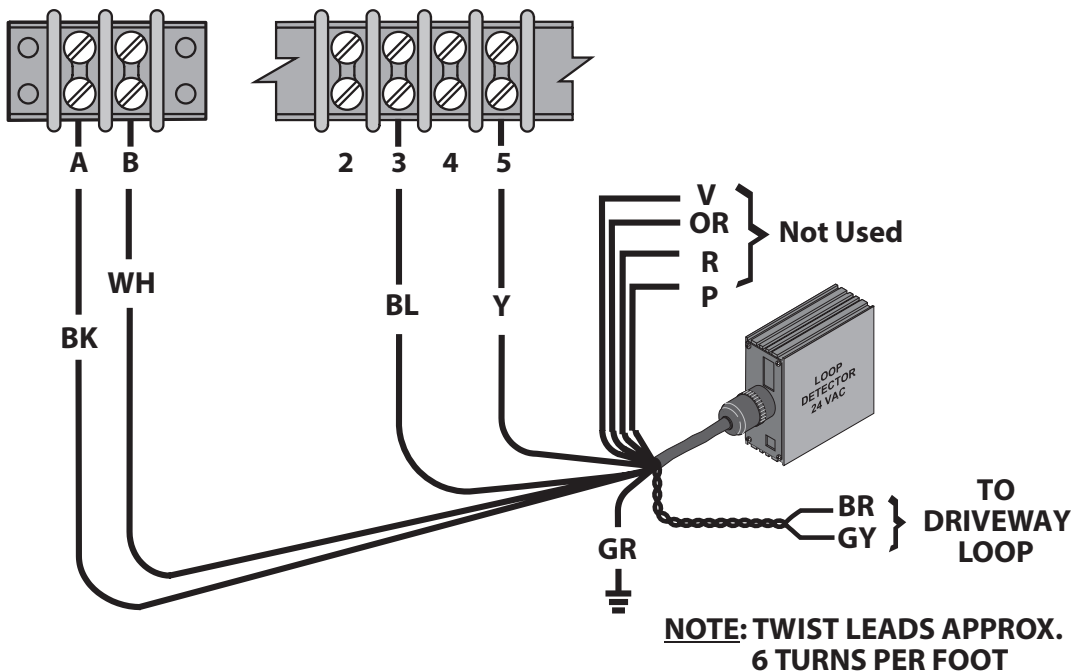 A B
2 3 4 5
V
OR
R
P
Not Used
WH
BK
BL
Y
LOOP
DETECTOR
24 VAC
GR
BR
GY
TO
DRIVEWAY
LOOP
NOTE: TWIST LEADS APPROX.
6 TURNS PER FOOT